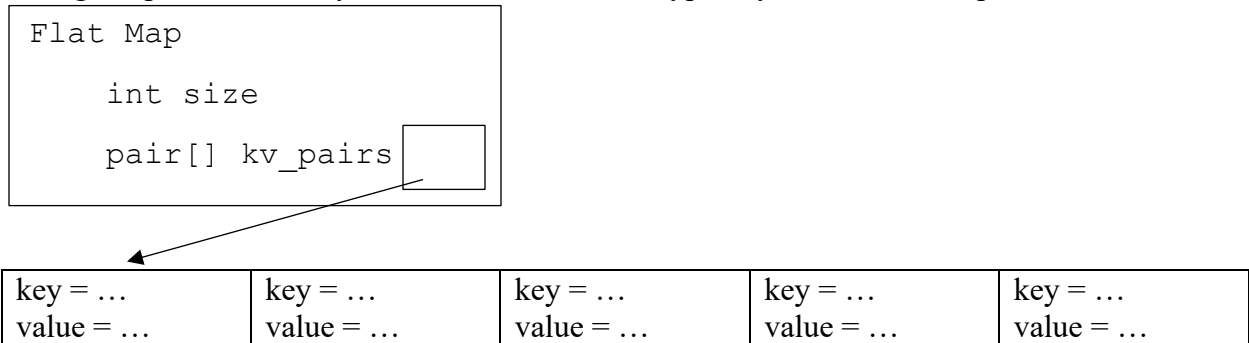 Flat Map
int size
pair[] kv_pairs
key = … key = … key = … key = … key = …
value = … value = … value = … value = … value = …